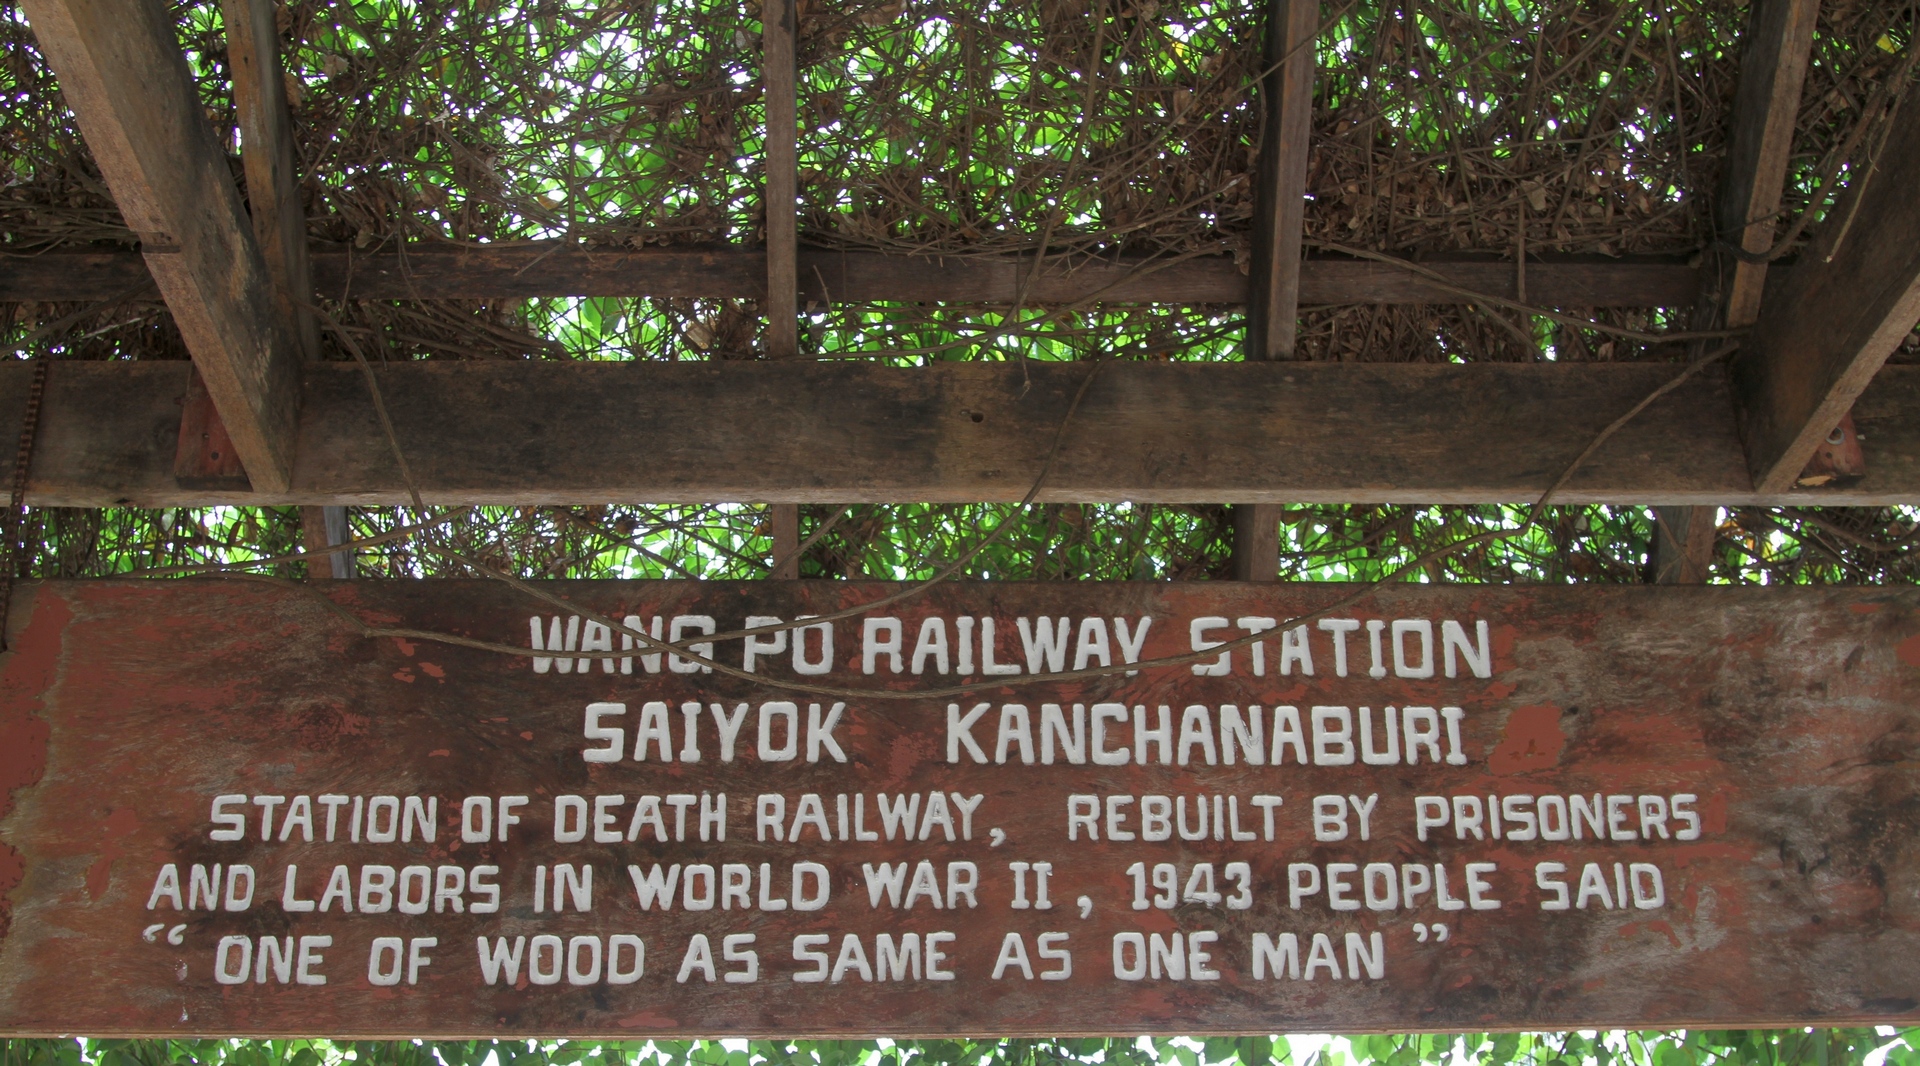 WANG PO RAILWAY STATION
SAIYOK KANCHANABURI
STATION OF DEATH RAILWAY, REBUILT BY PRISONERS
AND LABORS IN WORLD WAR II, 1943 PEOPLE SAID
“ ONE OF WOOD AS SAME AS ONE MAN ”